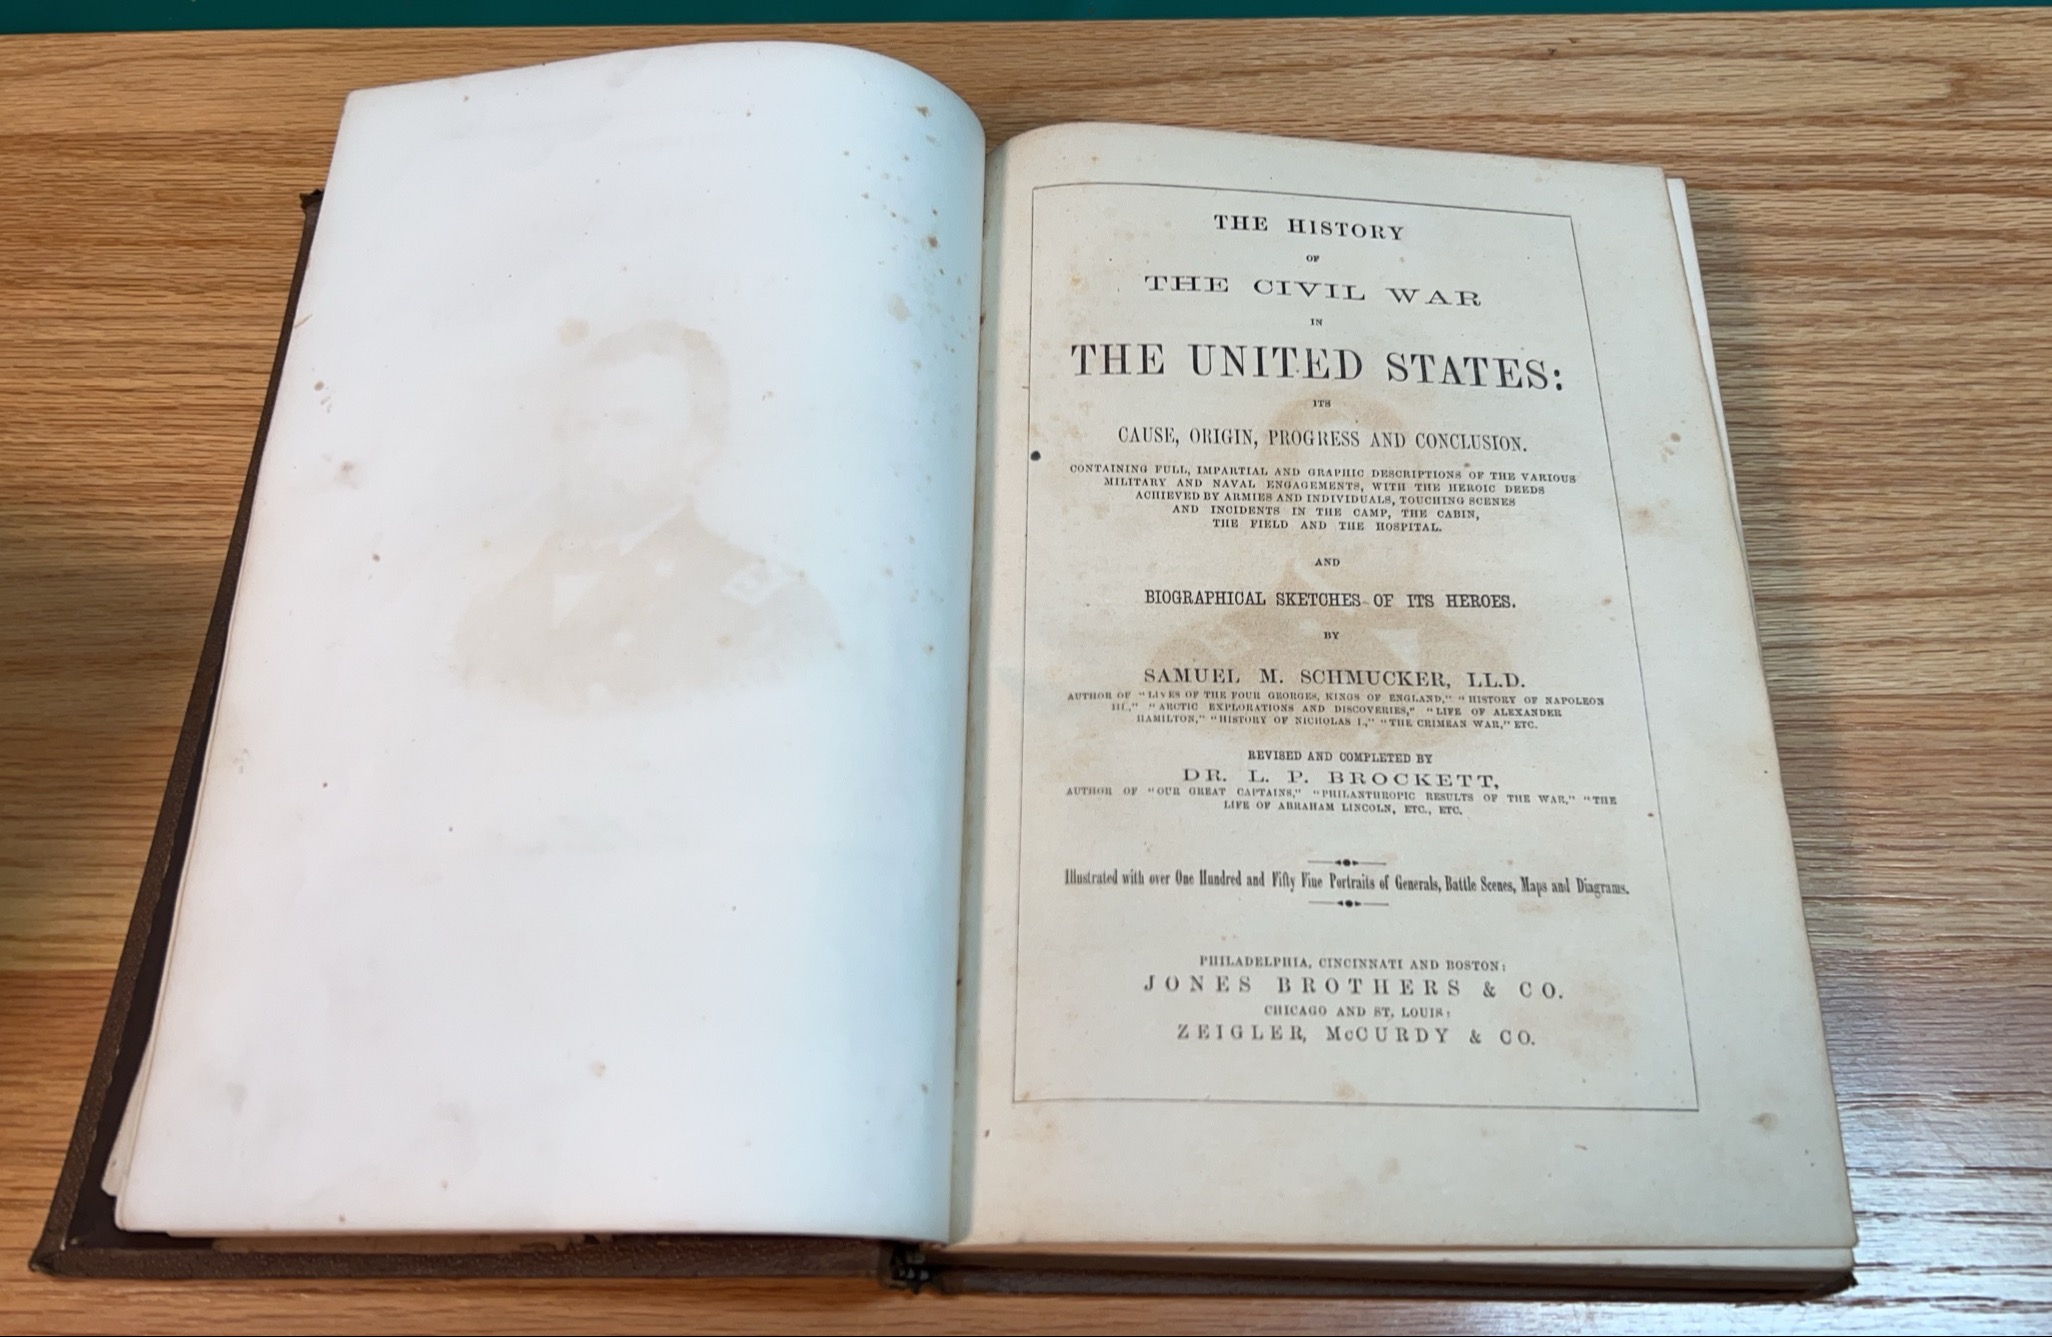 THE HISTORY
OF
THE CIVIL WAR
IN
THE UNITED STATES:
ITS
CAUSE, ORIGIN, PROGRESS AND CONCLUSION.
CONTAINING FULL, IMPARTIAL AND GRAPHIC DESCRIPTIONS OF THE VARIOUS
MILITARY AND NAVAL ENGAGEMENTS, WITH THE HEROIC DEEDS
ACHIEVED BY ARMIES AND INDIVIDUALS, TOUCHING SCENES
AND INCIDENTS IN THE CAMP, THE CABIN,
THE FIELD AND THE HOSPITAL.
AND
BIOGRAPHICAL SKETCHES OF ITS HEROES.
BY
SAMUEL M. SCHMUCKER, LL.D.
AUTHOR OF "LIVES OF THE FOUR GEORGES, KINGS OF ENGLAND," "HISTORY OF NAPOLEON
III.," "ARCTIC EXPLORATIONS AND DISCOVERIES," "LIFE OF ALEXANDER
HAMILTON," "HISTORY OF NICHOLAS I.," "THE CRIMEAN WAR," ETC.
REVISED AND COMPLETED BY
DR. L. P. BROCKETT,
AUTHOR OF "OUR GREAT CAPTAINS," "PHILANTHROPIC RESULTS OF THE WAR," "THE
LIFE OF ABRAHAM LINCOLN, ETC., ETC.
Illustrated with over One Hundred and Fifty Fine Portraits of Generals, Battle Scenes, Maps and Diagrams.
PHILADELPHIA, CINCINNATI AND BOSTON:
JONES BROTHERS & CO.
CHICAGO AND ST. LOUIS:
ZEIGLER, McCURDY & CO.